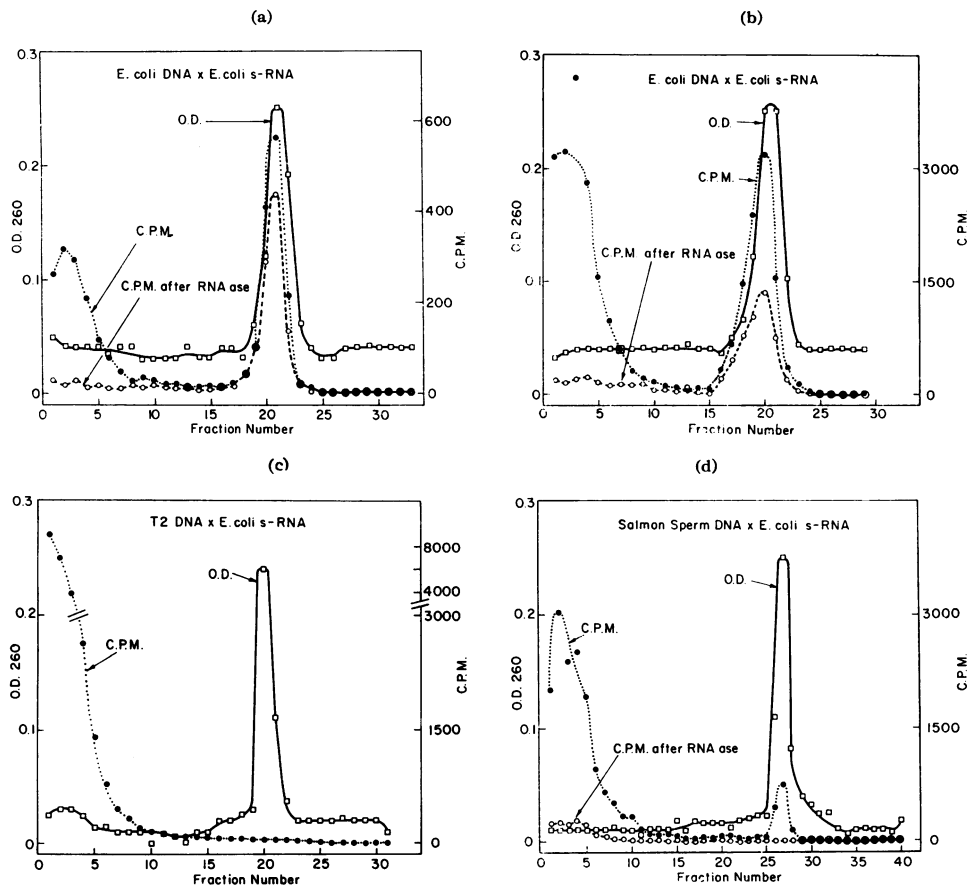 (a)
0.3
0.2
0.1
0
O.D. 260
E. coli DNA x E.coli s-RNA
O.D.
C.P.M.
C.P.M. after RNA ase
600
400
200
0
C.P.M.
0 5 10 15 20 25 30
Fraction Number
(b)
0.3
0.2
0.1
0
O.D. 260
E. coli DNA x E.coli s-RNA
O.D.
C.P.M.
C.P.M after RNA ase
3000
1500
0
C.P.M.
0 5 10 15 20 25 30
Fraction Number
(c)
0.3
0.2
0.1
0
O.D. 260
T2 DNA x E.coli s-RNA
O.D.
C.P.M.
8000
4000
3000
1500
0
C.P.M.
0 5 10 15 20 25 30
Fraction Number
(d)
0.3
0.2
0.1
0
O.D. 260
Salmon Sperm DNA x E.coli s-RNA
O.D.
C.P.M.
C.P.M. after RNA ase
3000
1500
0
C.P.M.
0 5 10 15 20 25 30 35 40
Fraction Number